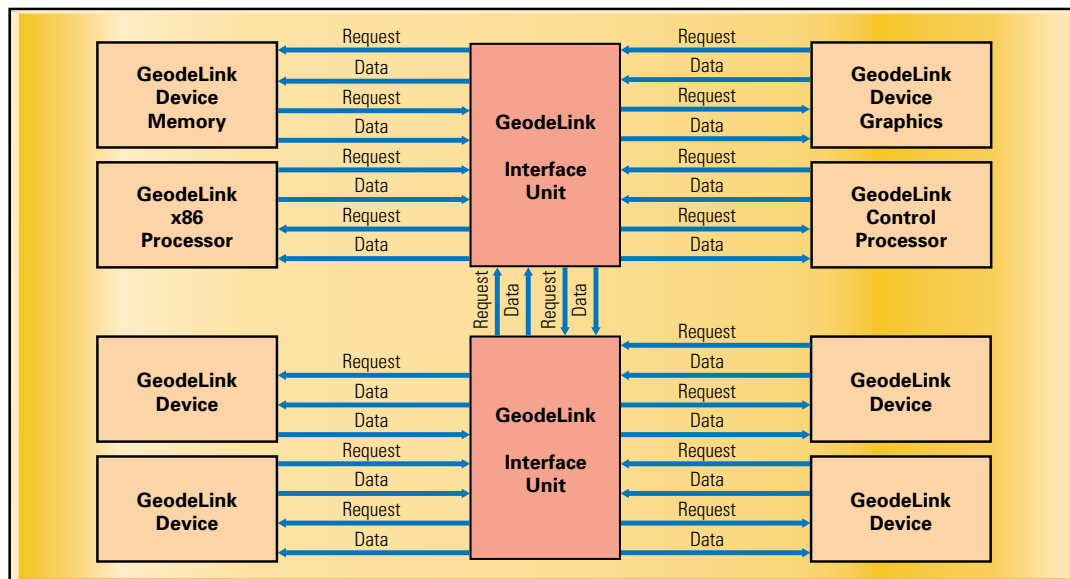 GeodeLink
Device
Memory
Request
Data
Request
Data
GeodeLink
x86
Processor
Request
Data
Request
Data
GeodeLink
Interface
Unit
Request
Data
Request
Data
GeodeLink
Device
Graphics
Request
Data
Request
Data
GeodeLink
Control
Processor
Request
Data
Request
Data
GeodeLink
Device
Request
Data
Data
GeodeLink
Device
Request
Data
Request
Data
GeodeLink
Interface
Unit
Request
Data
Request
Data
GeodeLink
Device
Request
Data
Request
Data
GeodeLink
Device